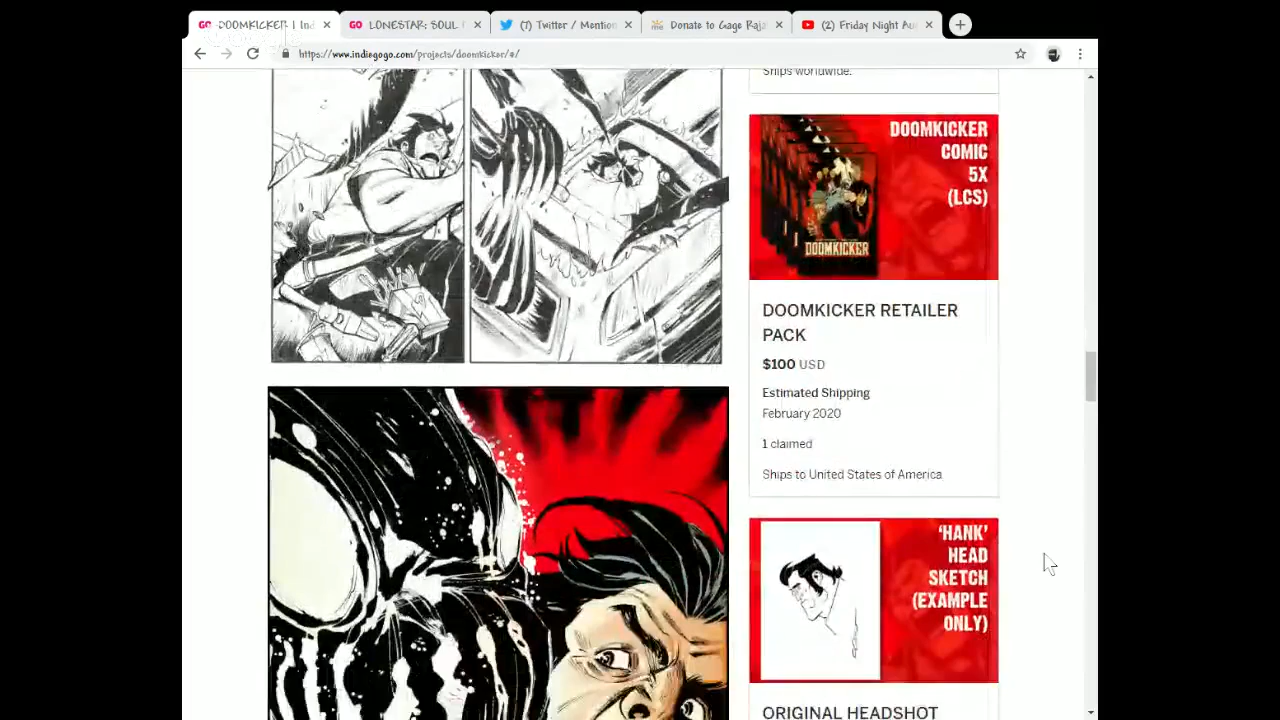 DOOMKICKER | Ind
LONESTAR: SOUL
(7) Twitter / Mention
Donate to Gage Raja
(2) Friday Night Au
https://www.indiegogo.com/projects/doomkicker/#/
Ships worldwide.
DOOMKICKER
COMIC
5X
(LCS)
DOOMKICKER
DOOMKICKER RETAILER
PACK
$100 USD
Estimated Shipping
February 2020
1 claimed
Ships to United States of America
'HANK'
HEAD
SKETCH
(EXAMPLE
ONLY)
ORIGINAL HEADSHOT